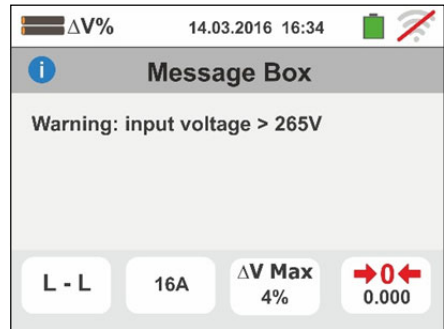 ΔV% 14.03.2016 16:34
i Message Box
Warning: input voltage > 265V
L - L 16A ΔV Max 4% →0← 0.000